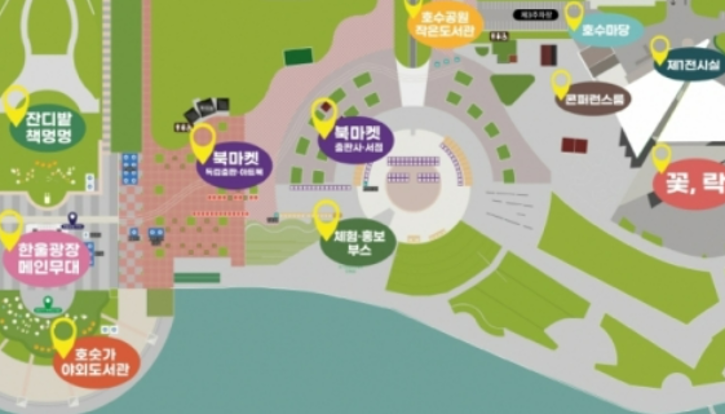 호수공원
작은도서관
제3주차장
호수마당
제1전시실
잔디밭
책멍멍
북마켓
독립출판·아트북
북마켓
출판사·서점
컨퍼런스룸
꽃, 락
한울광장
메인무대
체험·홍보
부스
호숫가
야외도서관